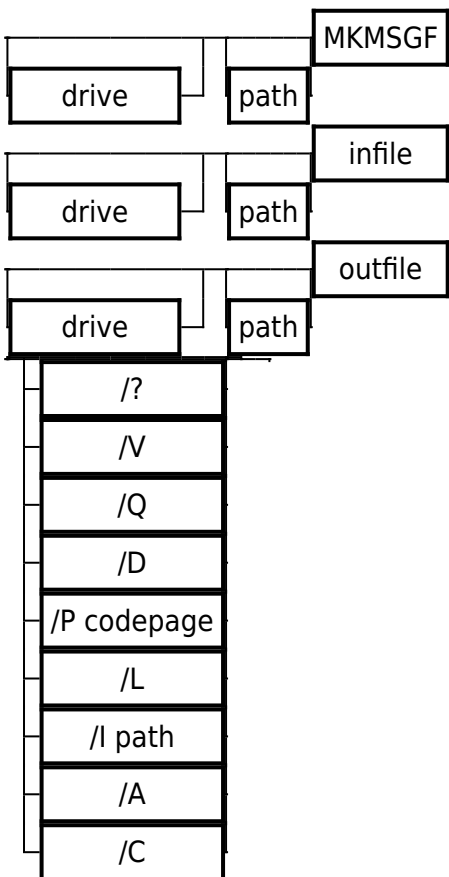 MKMSGF
drive path
infile
drive path
outfile
drive path
/?
/V
/Q
/D
/P codepage
/L
/I path
/A
/C